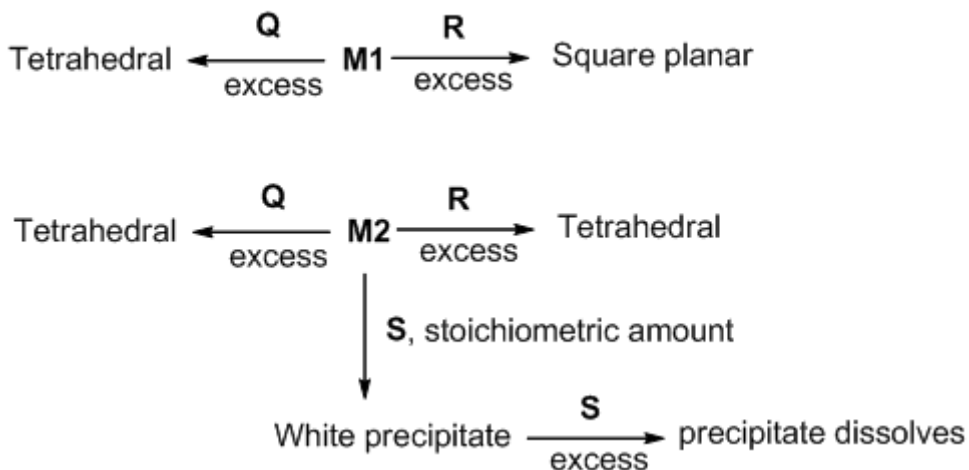 Q R
Tetrahedral M1 Square planar
excess excess
Q R
Tetrahedral M2 Tetrahedral
excess excess
S, stoichiometric amount
S
White precipitate precipitate dissolves
excess